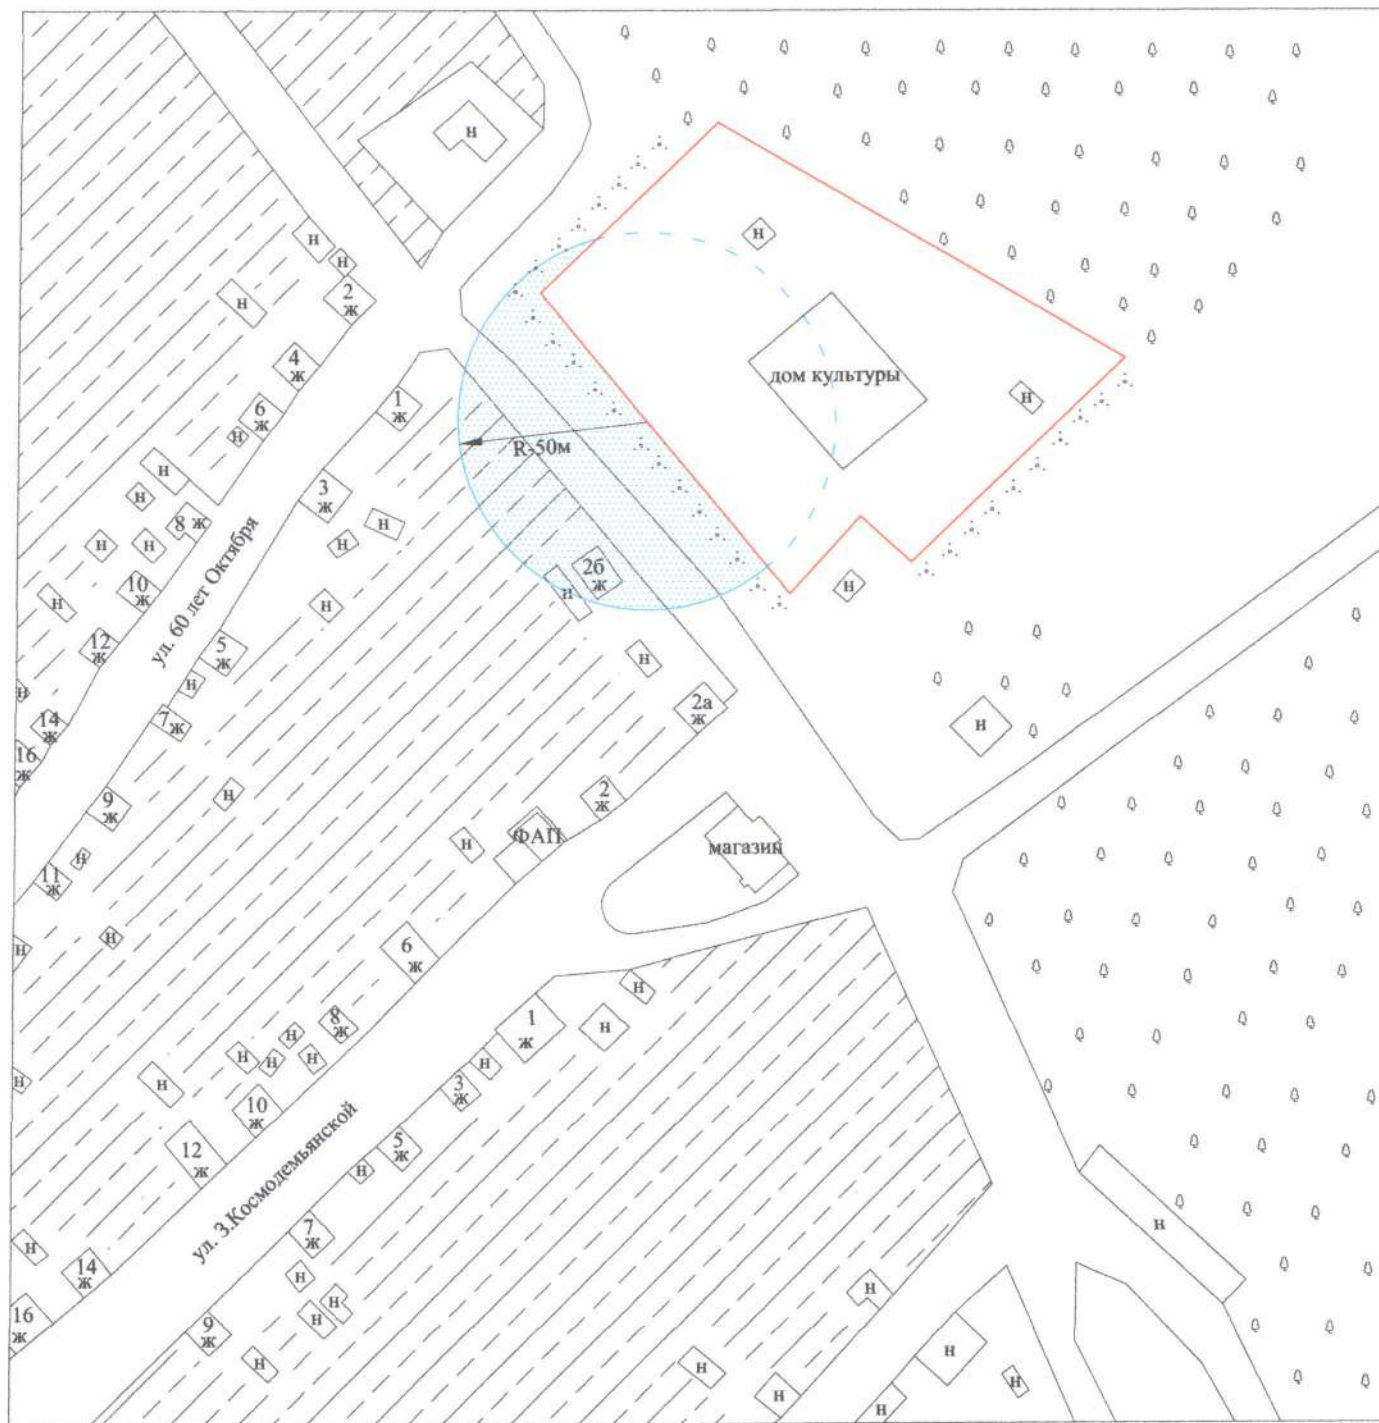 н
н
н
н
2
ж
н
4
ж
дом культуры
н
1
ж
6
ж
н
R-50м
н
3
ж
н
8 ж
н
н
н
н
2б
ж
н
н
10
ж
н
н
ул. 60 лет Октября
12
ж
5
ж
н
н
н
2а
ж
14
ж
7
ж
н
16
ж
2
ж
н
9
ж
н
ФАП
магазин
н
11
ж
н
н
6
ж
н
1
ж
н
8
ж
н
н
н
н
н
3
ж
н
н
10
ж
12
ж
5
ж
н
ул. З.Космодемьянской
7
ж
н
н
14
ж
н
н
н
н
16
ж
9
ж
н
н
н
н
н
н